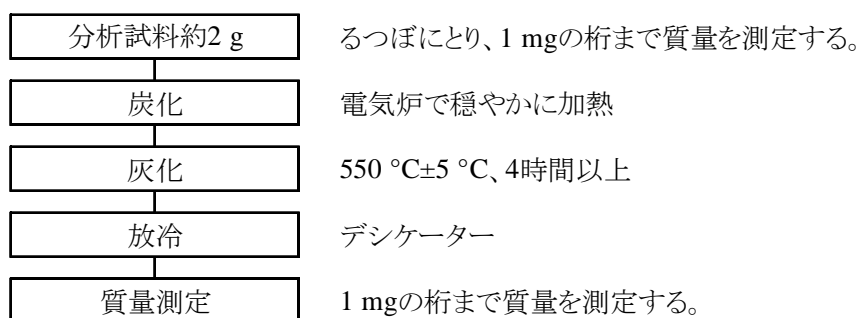 分析試料約2 g るつぼにとり、1 mgの桁まで質量を測定する。
炭化 電気炉で穏やかに加熱
灰化 550 °C±5 °C、4時間以上
放冷 デシケーター
質量測定 1 mgの桁まで質量を測定する。